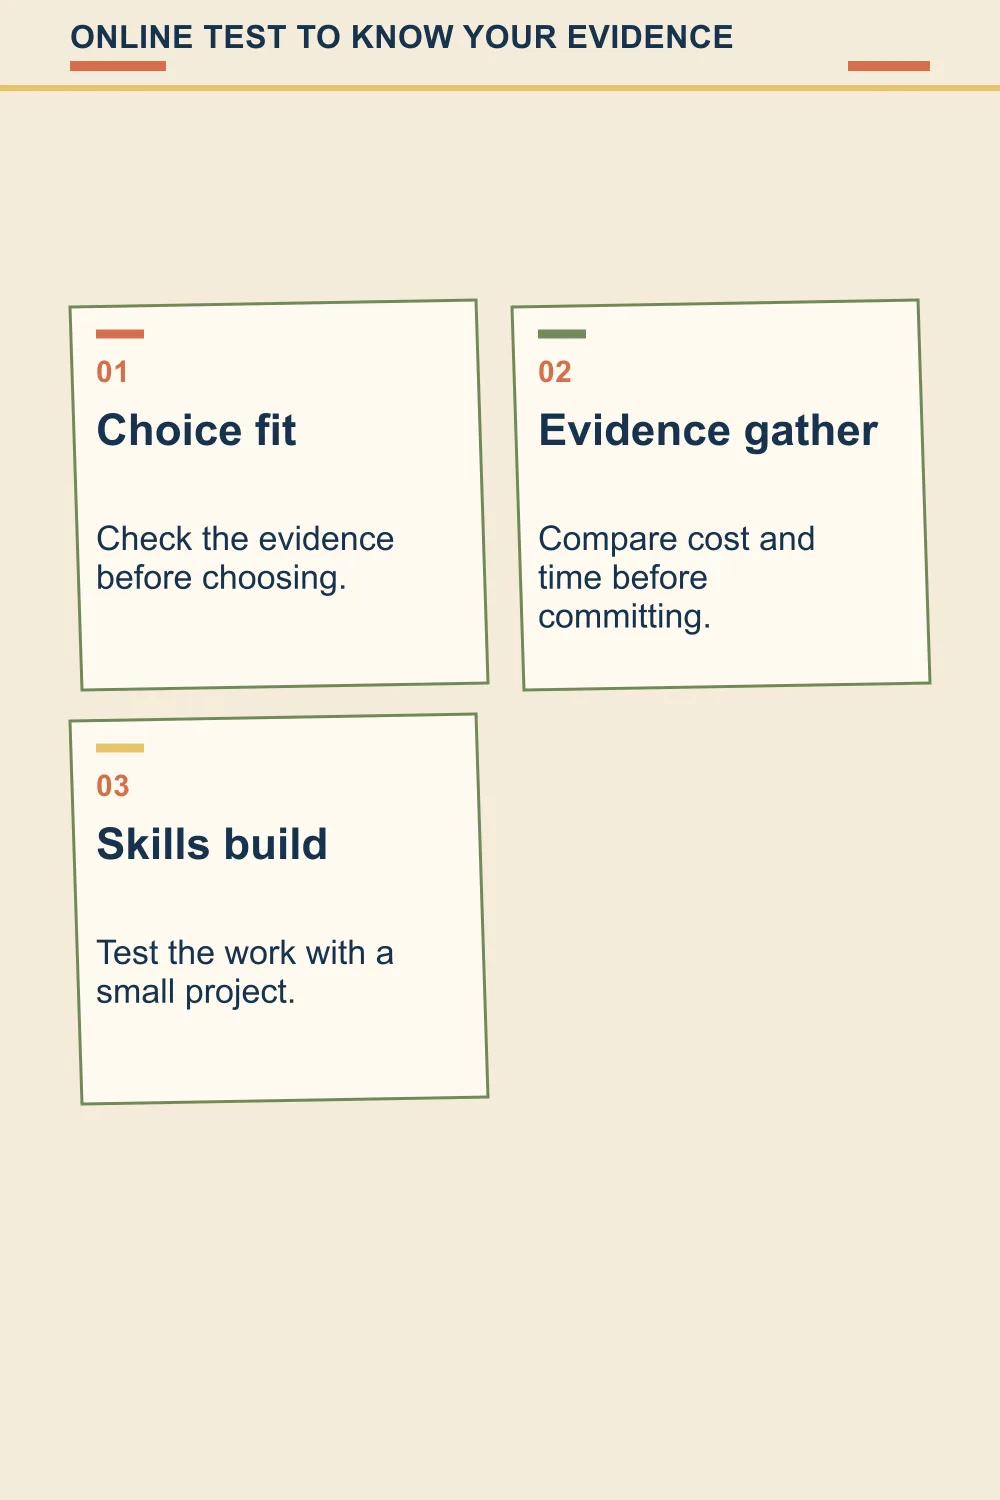 ONLINE TEST TO KNOW YOUR EVIDENCE
01
Choice fit
Check the evidence
before choosing.
02
Evidence gather
Compare cost and
time before
committing.
03
Skills build
Test the work with a
small project.